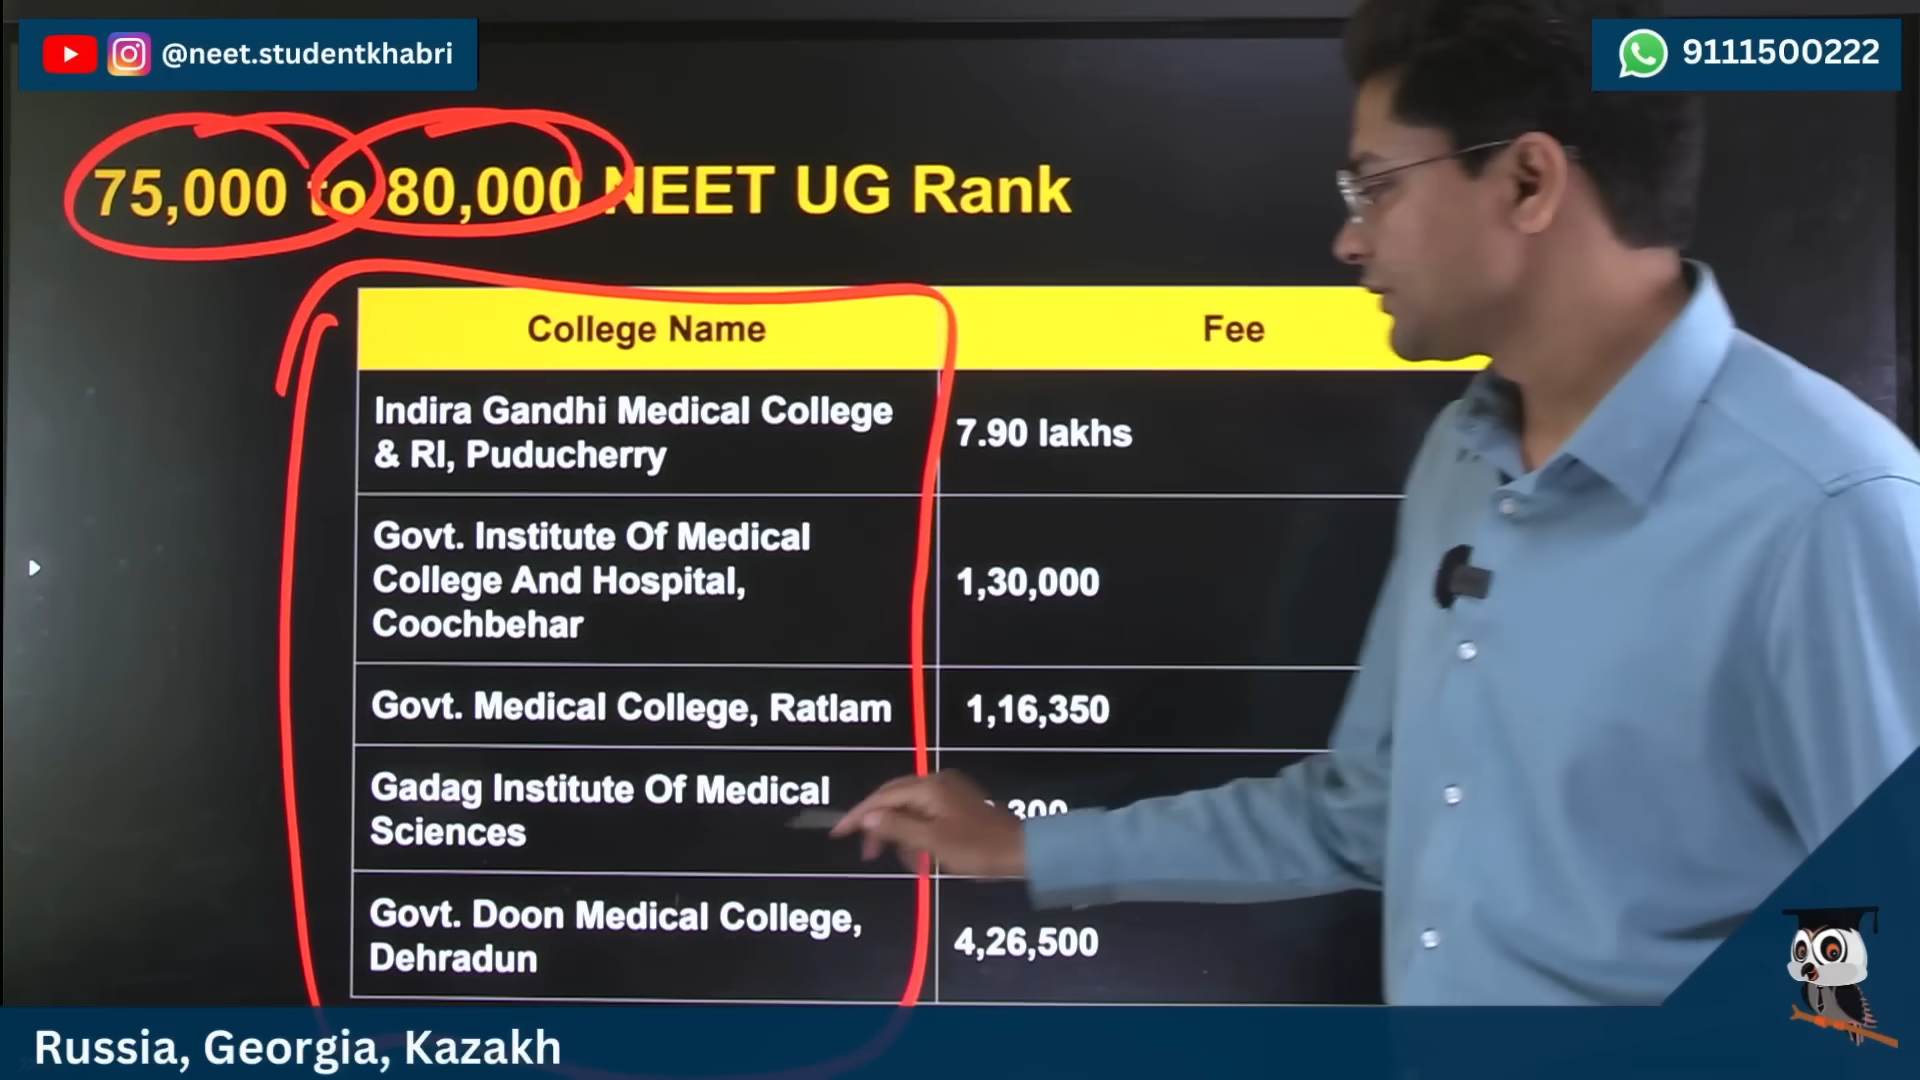 @neet.studentkhabri
9111500222
75,000 to 80,000 NEET UG Rank
College Name
Fee
Indira Gandhi Medical College
& RI, Puducherry
7.90 lakhs
Govt. Institute Of Medical
College And Hospital,
Coochbehar
1,30,000
Govt. Medical College, Ratlam
1,16,350
Gadag Institute Of Medical
Sciences
Govt. Doon Medical College,
Dehradun
4,26,500
Russia, Georgia, Kazakh